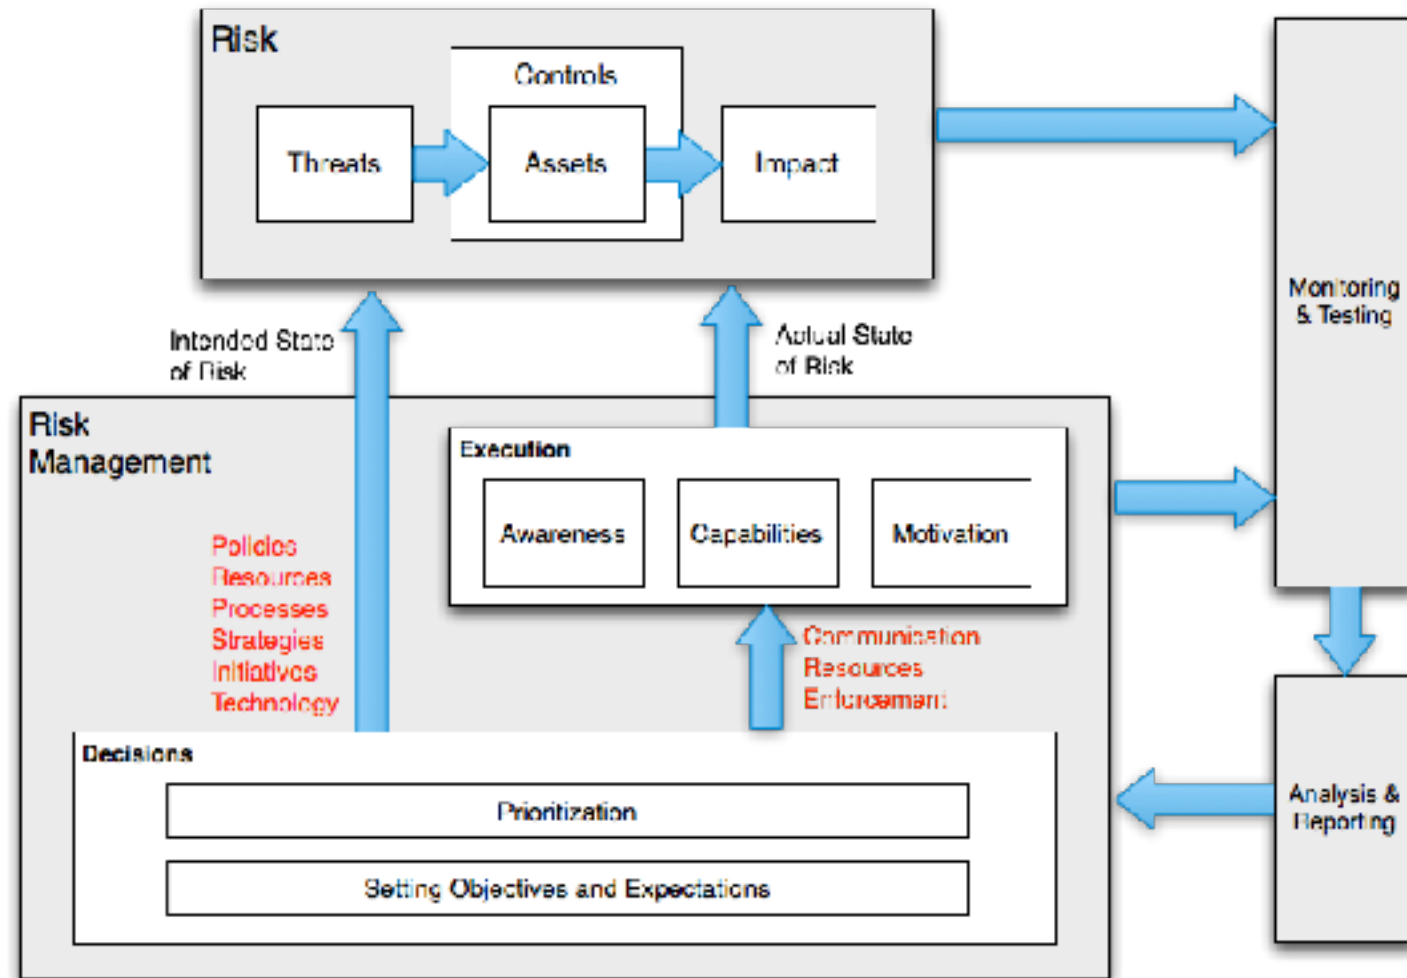 Risk
Controls
Threats
Assets
Impact
Monitoring
& Testing
Intended State
of Risk
Actual State
of Risk
Risk
Management
Execution
Awareness
Capabilities
Motivation
Policies
Resources
Processes
Strategies
Initiatives
Technology
Communication
Resources
Enforcement
Decisions
Prioritization
Setting Objectives and Expectations
Analysis &
Reporting